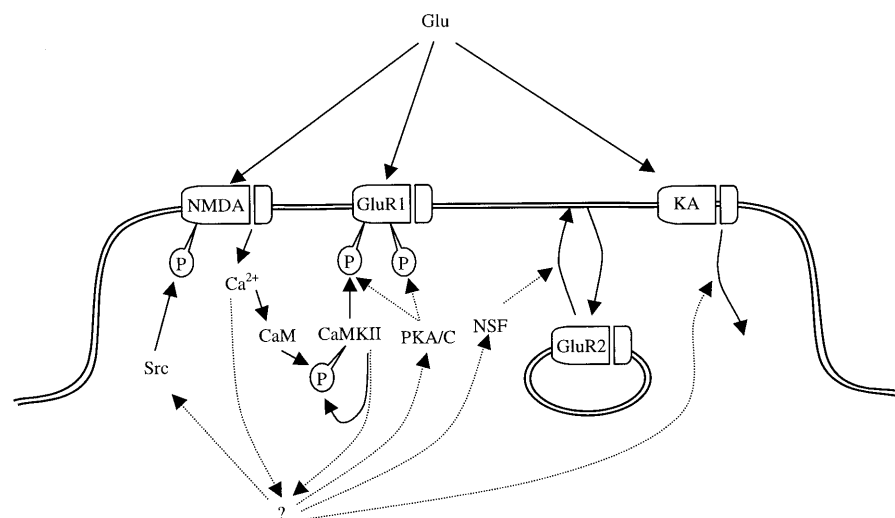 Glu
NMDA
GluR1
KA
P
P
P
Ca²⁺
CaM
CaMKII
PKA/C
NSF
GluR2
Src
P
?